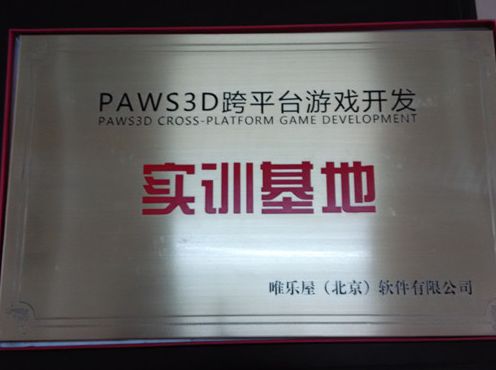 PAWS3D跨平台游戏开发
PAWS3D CROSS-PLATFORM GAME DEVELOPMENT
实训基地
唯乐屋（北京）软件有限公司